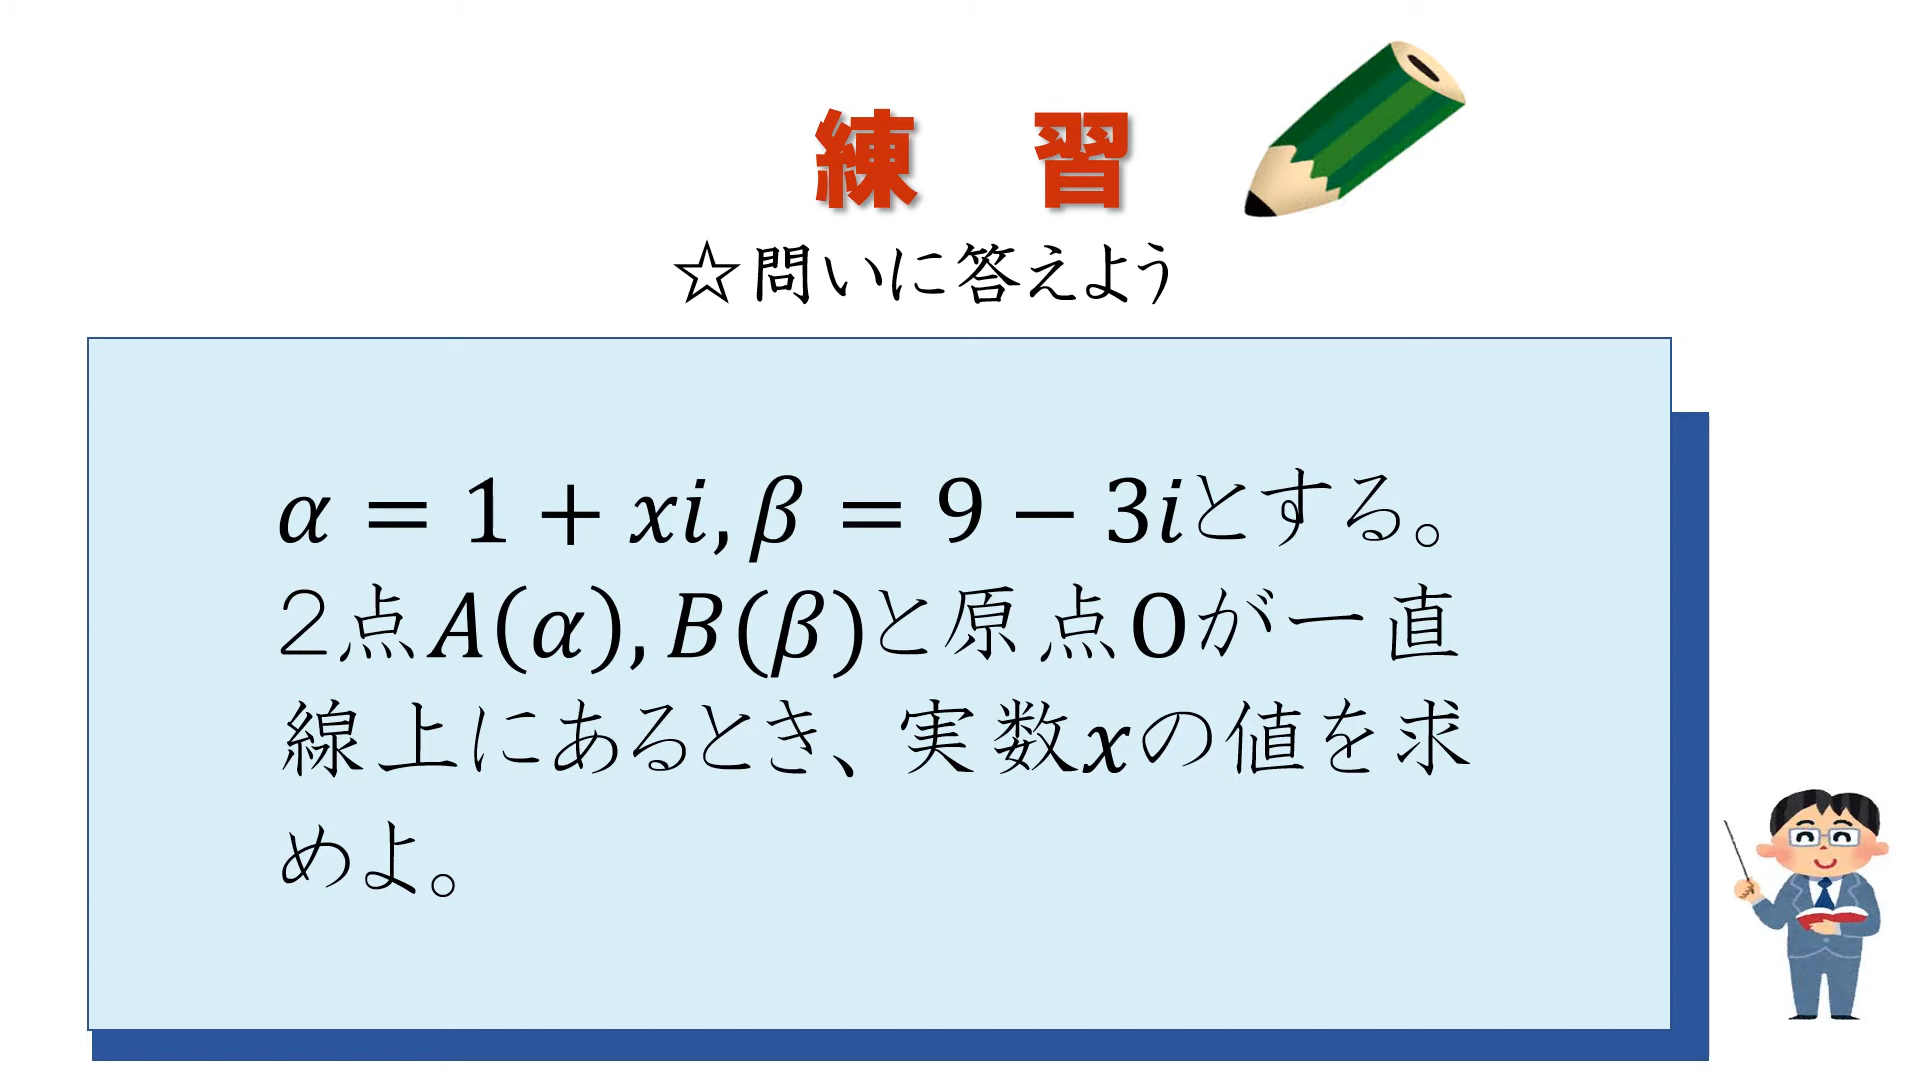 練 習
☆問いに答えよう
α = 1 + xi, β = 9 − 3iとする。
２点A(α), B(β)と原点Oが一直
線上にあるとき、実数xの値を求
めよ。